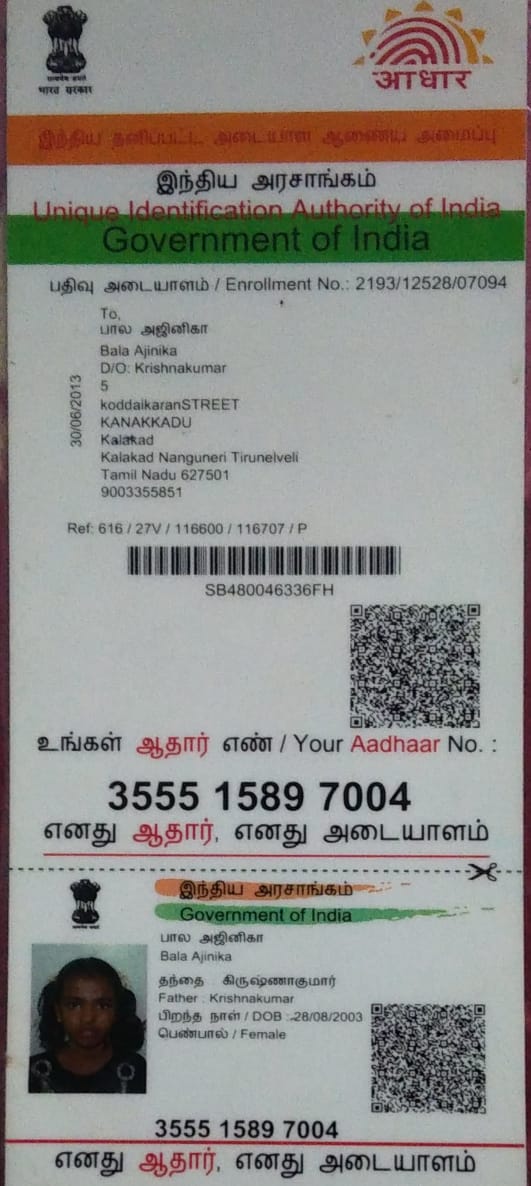 भारत सरकार
आधार
இந்திய தனிப்பட்ட அடையாள ஆணைய அமைப்பு
இந்திய அரசாங்கம்
Unique Identification Authority of India
Government of India
பதிவு அடையாளம் / Enrollment No.: 2193/12528/07094
To,
பால அஜினிகா
Bala Ajinika
D/O: Krishnakumar
5
koddaikaranSTREET
KANAKKADU
Kalakad
Kalakad Nanguneri Tirunelveli
Tamil Nadu 627501
9003355851
30/06/2013
Ref: 616 / 27V / 116600 / 116707 / P
SB480046336FH
உங்கள் ஆதார் எண் / Your Aadhaar No. :
3555 1589 7004
எனது ஆதார், எனது அடையாளம்
இந்திய அரசாங்கம்
Government of India
பால அஜினிகா
Bala Ajinika
தந்தை : கிருஷ்ணாகுமார்
Father : Krishnakumar
பிறந்த நாள் / DOB : 28/08/2003
பெண்பால் / Female
3555 1589 7004
எனது ஆதார், எனது அடையாளம்